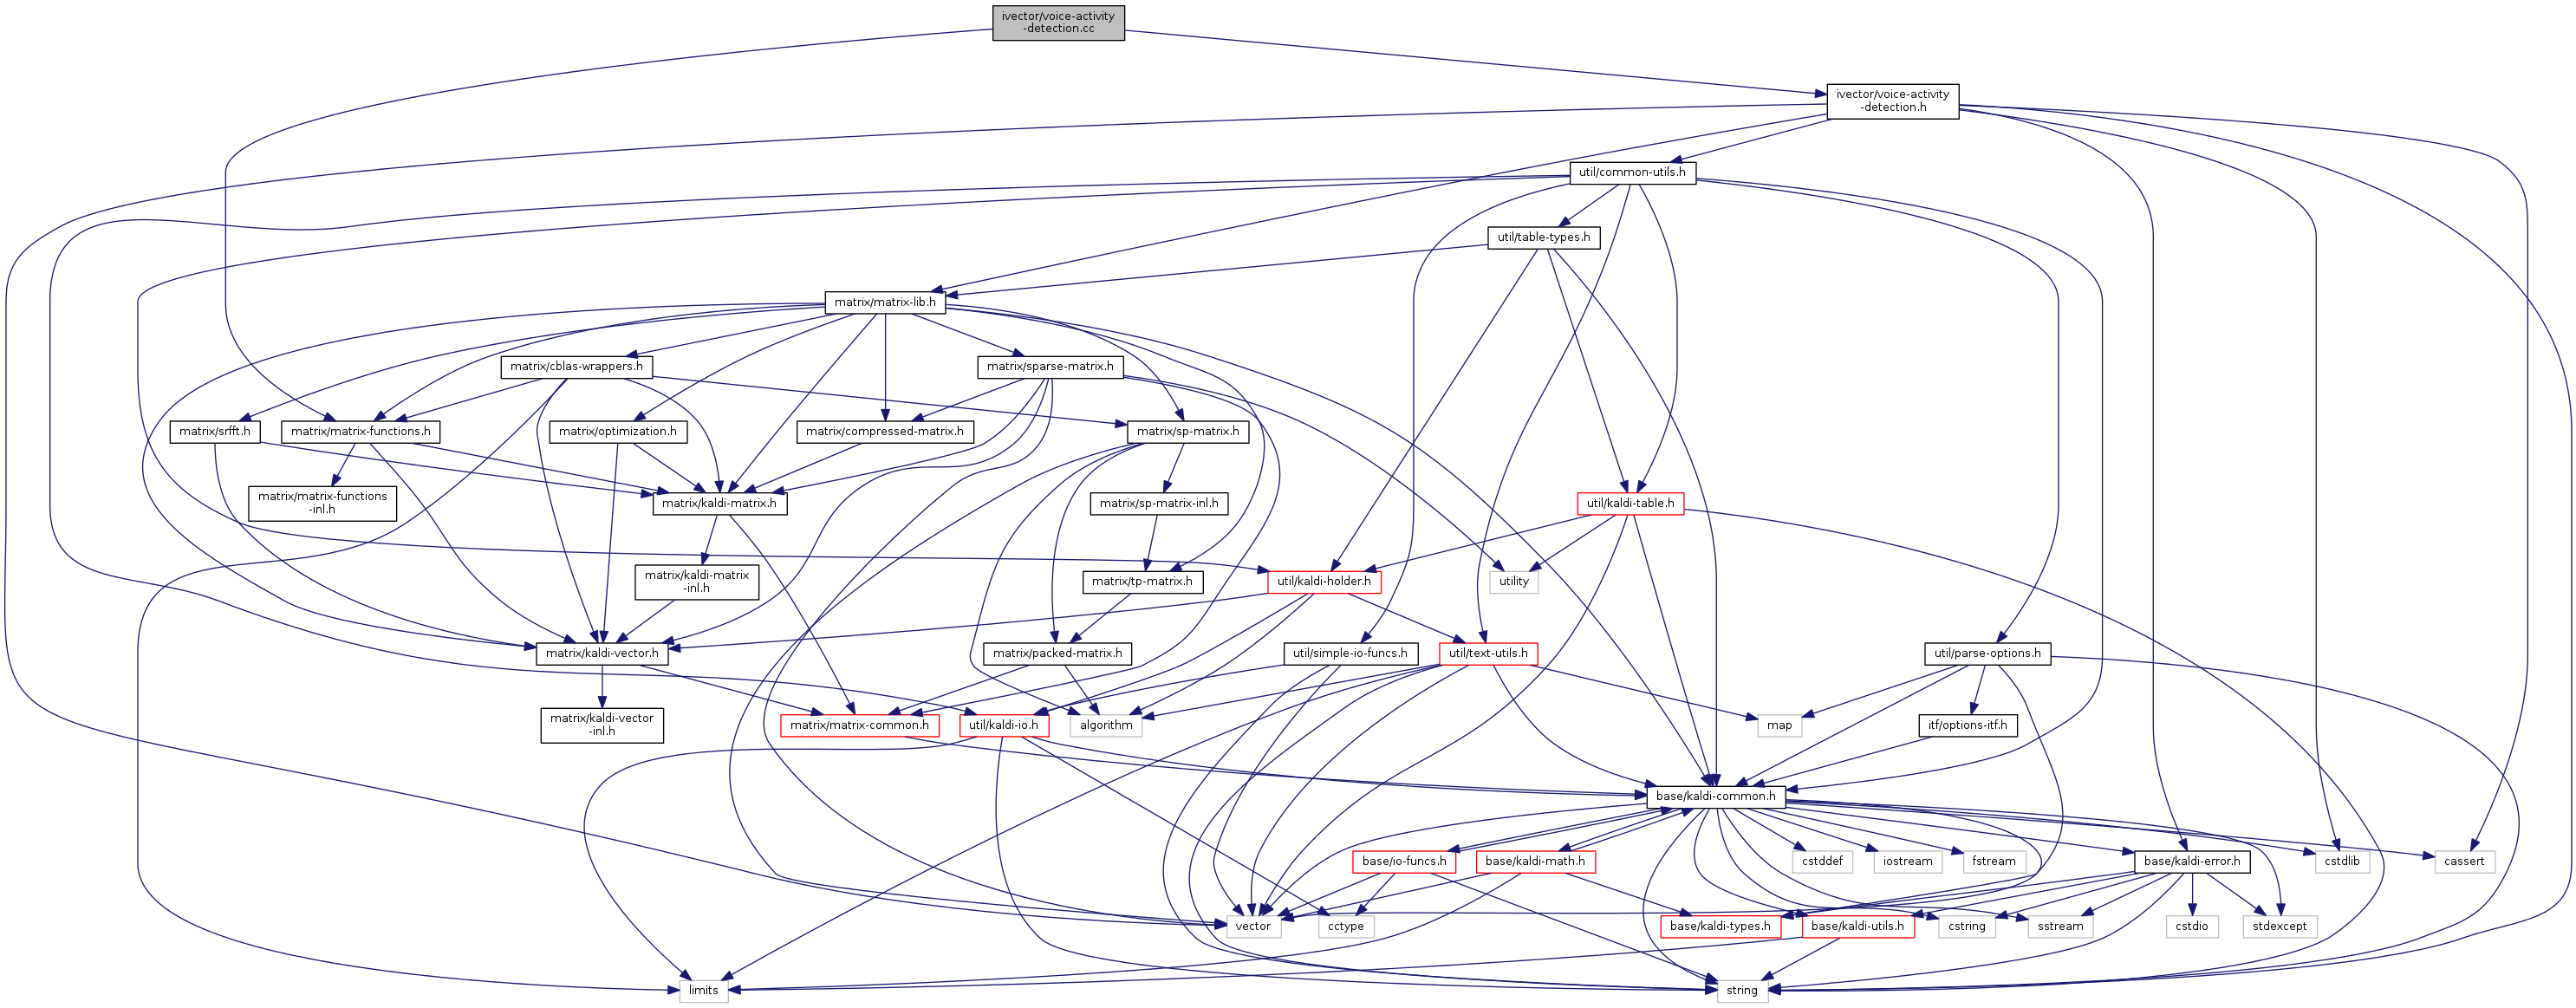 ivector/voice-activity
-detection.cc
ivector/voice-activity
-detection.h
util/common-utils.h
util/table-types.h
matrix/matrix-lib.h
matrix/cblas-wrappers.h
matrix/sparse-matrix.h
matrix/srfft.h
matrix/matrix-functions.h
matrix/optimization.h
matrix/compressed-matrix.h
matrix/sp-matrix.h
matrix/matrix-functions
-inl.h
matrix/kaldi-matrix.h
matrix/sp-matrix-inl.h
util/kaldi-table.h
matrix/kaldi-matrix
-inl.h
matrix/tp-matrix.h
util/kaldi-holder.h
utility
matrix/kaldi-vector.h
matrix/packed-matrix.h
util/simple-io-funcs.h
util/text-utils.h
util/parse-options.h
matrix/kaldi-vector
-inl.h
matrix/matrix-common.h
util/kaldi-io.h
algorithm
map
itf/options-itf.h
base/kaldi-common.h
base/io-funcs.h
base/kaldi-math.h
cstddef
iostream
fstream
base/kaldi-error.h
cstdlib
cassert
vector
cctype
base/kaldi-types.h
base/kaldi-utils.h
cstring
sstream
cstdio
stdexcept
limits
string